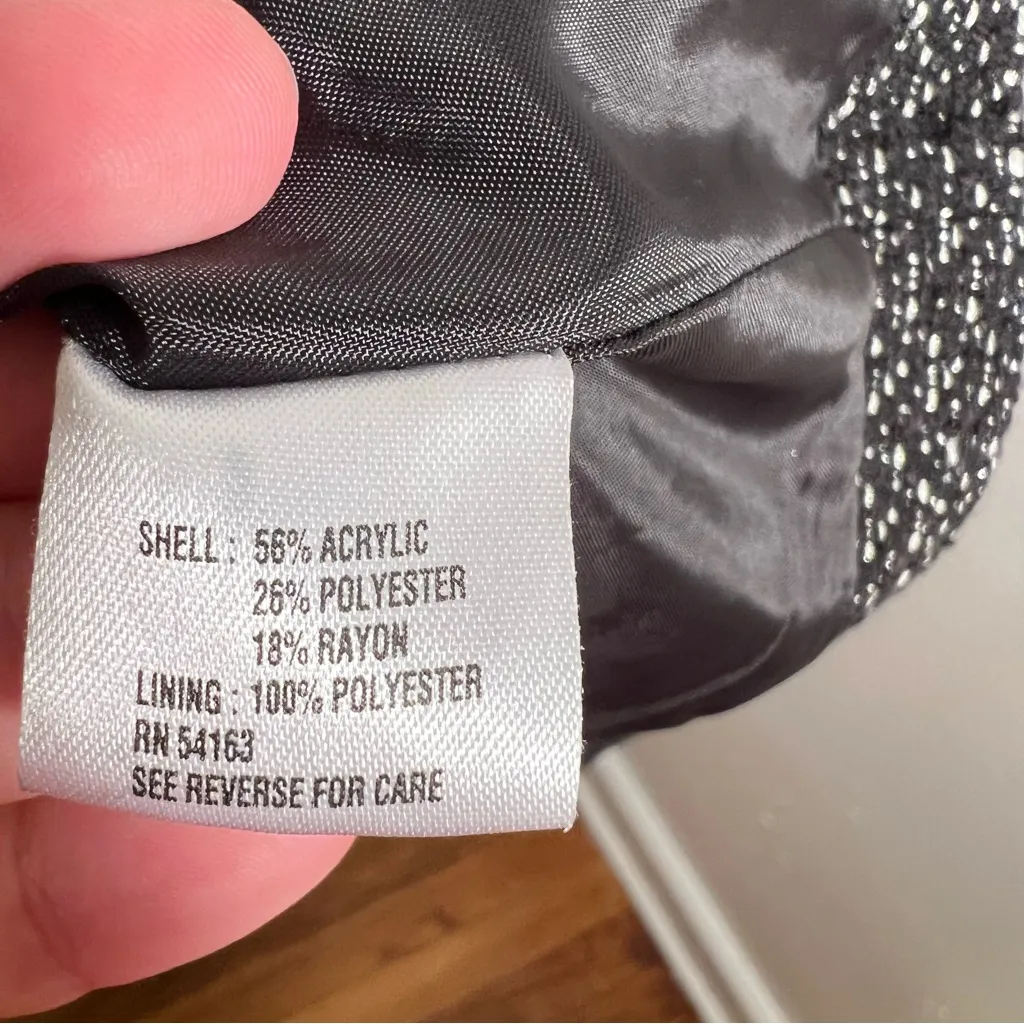 SHELL : 56% ACRYLIC
26% POLYESTER
18% RAYON
LINING : 100% POLYESTER
RN 54163
SEE REVERSE FOR CARE